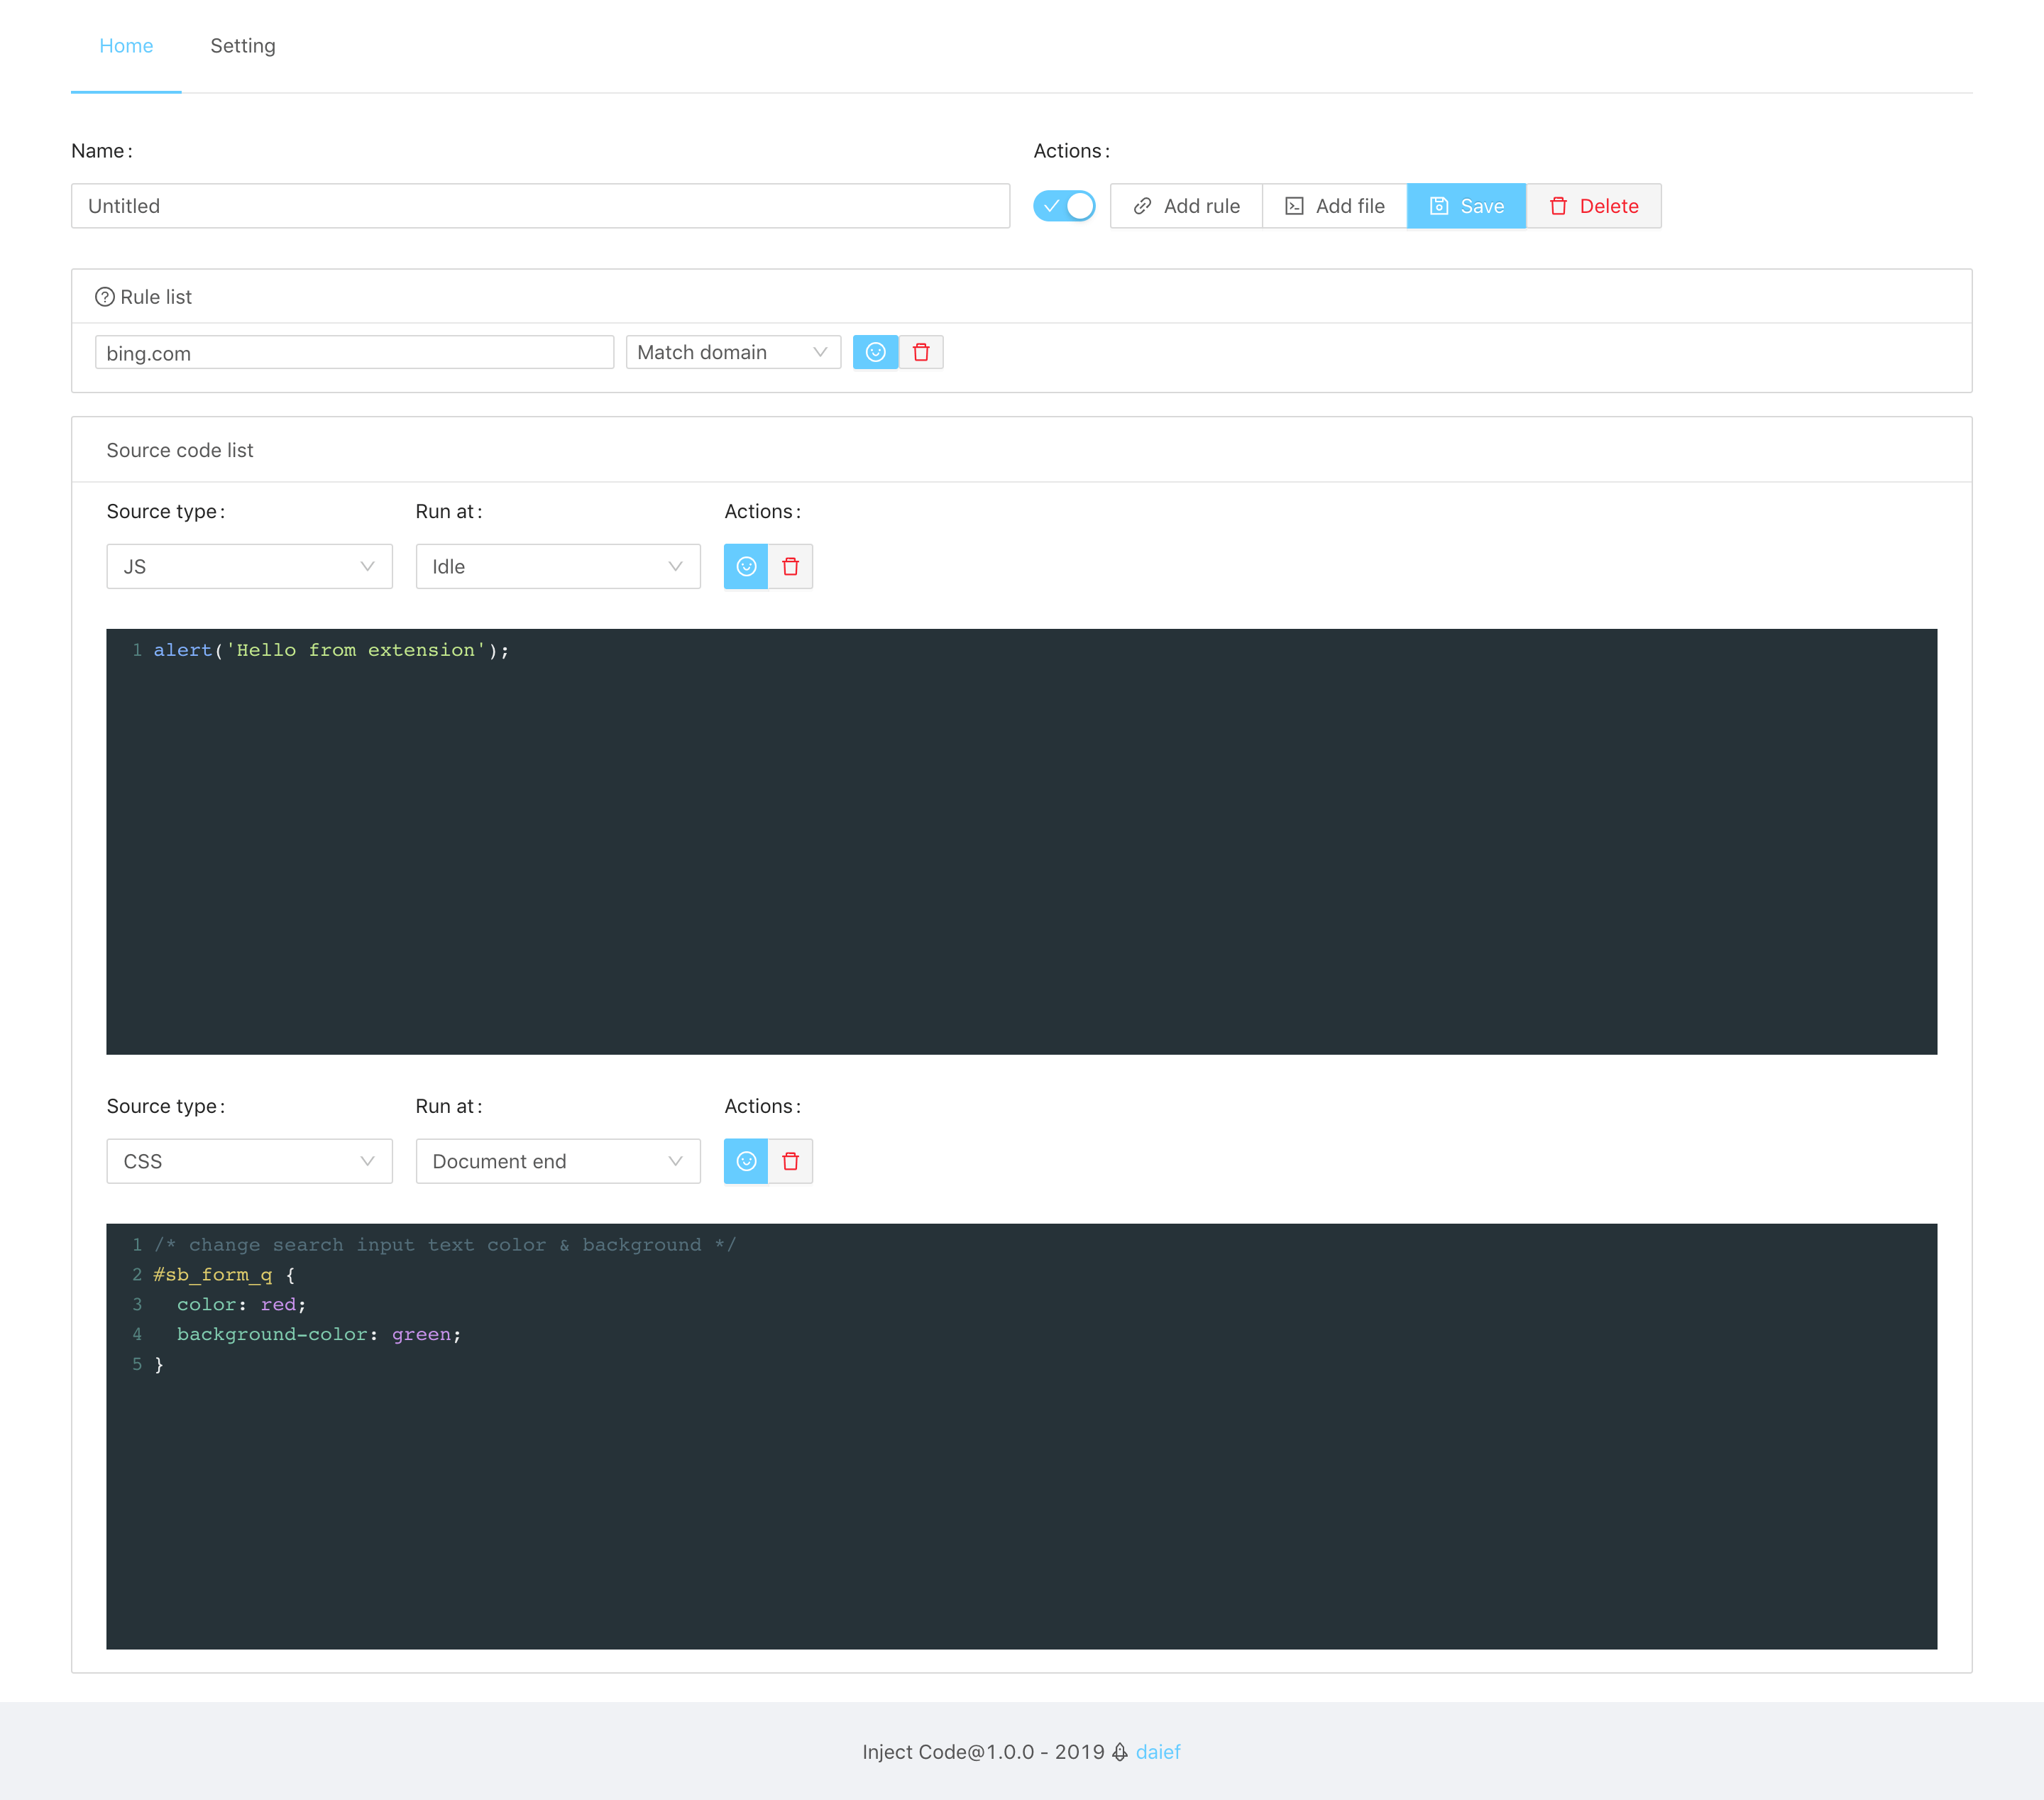 Home Setting
Name :
Actions :
Untitled
Add rule Add file Save Delete
Rule list
bing.com Match domain
Source code list
Source type : Run at : Actions :
JS Idle
1 alert('Hello from extension');
Source type : Run at : Actions :
CSS Document end
1 /* change search input text color & background */
2 #sb_form_q {
3   color: red;
4   background-color: green;
5 }
Inject Code@1.0.0 - 2019 daief